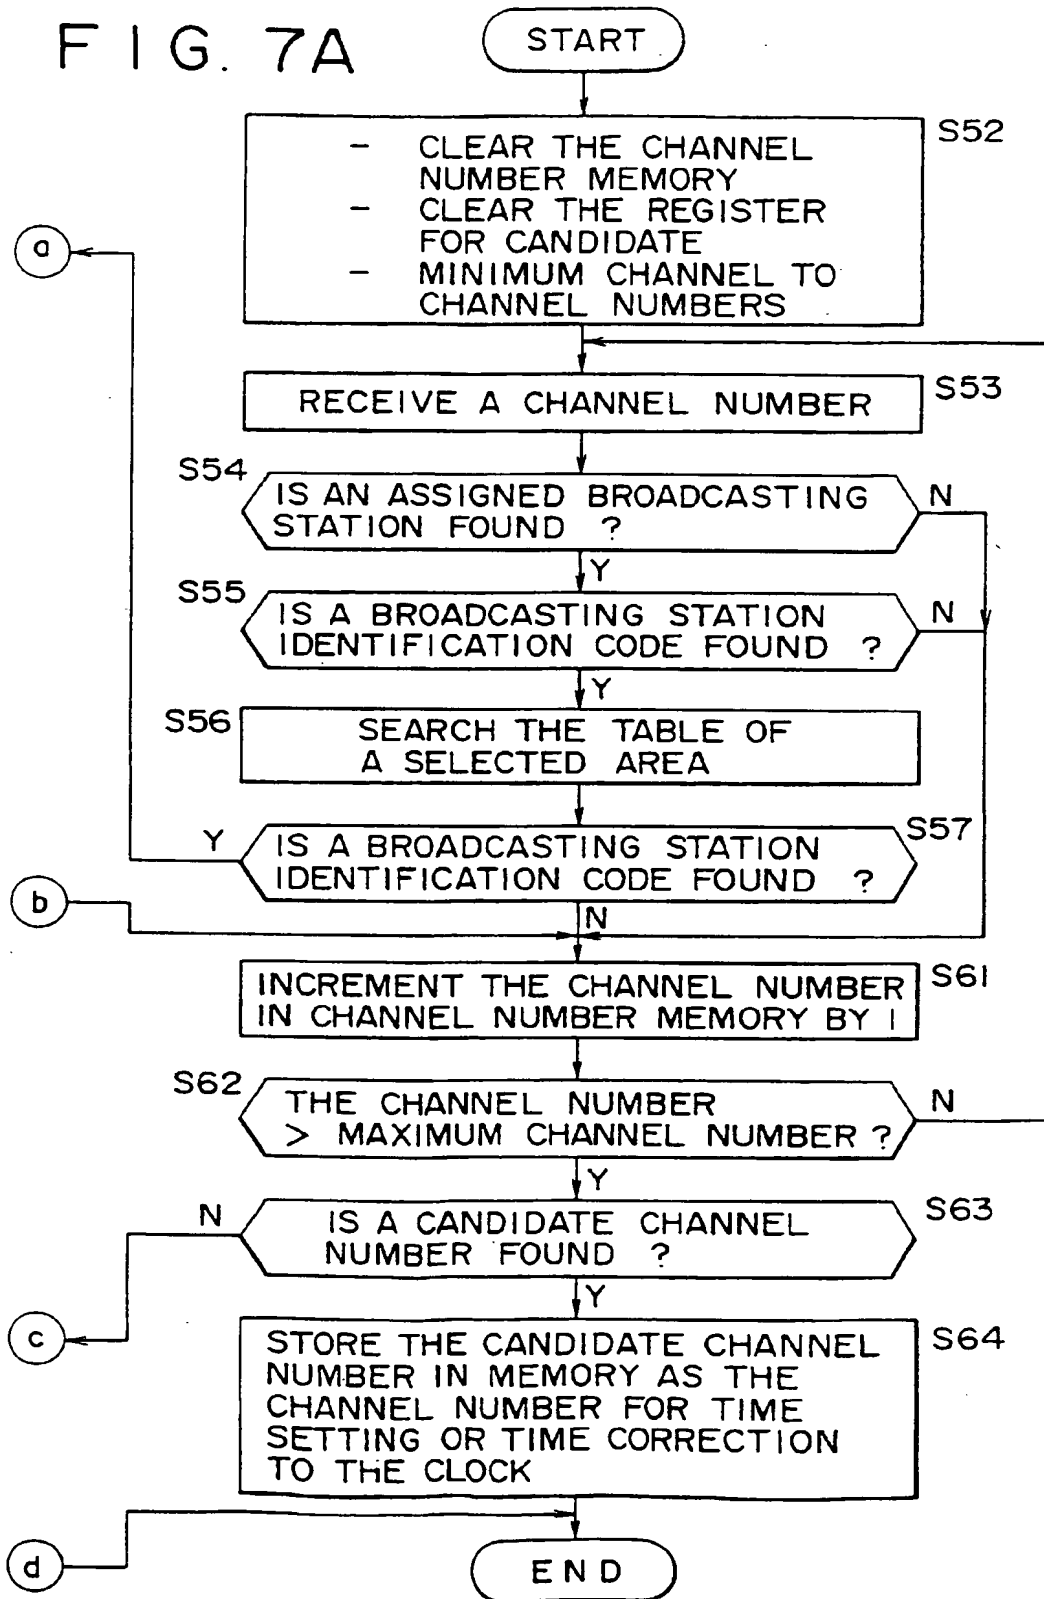 FIG. 7A
START
S52
- CLEAR THE CHANNEL
NUMBER MEMORY
- CLEAR THE REGISTER
FOR CANDIDATE
- MINIMUM CHANNEL TO
CHANNEL NUMBERS
a
S53
RECEIVE A CHANNEL NUMBER
S54
IS AN ASSIGNED BROADCASTING
STATION FOUND ?
N
Y
S55
IS A BROADCASTING STATION
IDENTIFICATION CODE FOUND ?
N
Y
S56
SEARCH THE TABLE OF
A SELECTED AREA
S57
Y
IS A BROADCASTING STATION
IDENTIFICATION CODE FOUND ?
b
N
S61
INCREMENT THE CHANNEL NUMBER
IN CHANNEL NUMBER MEMORY BY 1
S62
THE CHANNEL NUMBER
> MAXIMUM CHANNEL NUMBER ?
N
Y
N
S63
IS A CANDIDATE CHANNEL
NUMBER FOUND ?
Y
c
S64
STORE THE CANDIDATE CHANNEL
NUMBER IN MEMORY AS THE
CHANNEL NUMBER FOR TIME
SETTING OR TIME CORRECTION
TO THE CLOCK
d
END